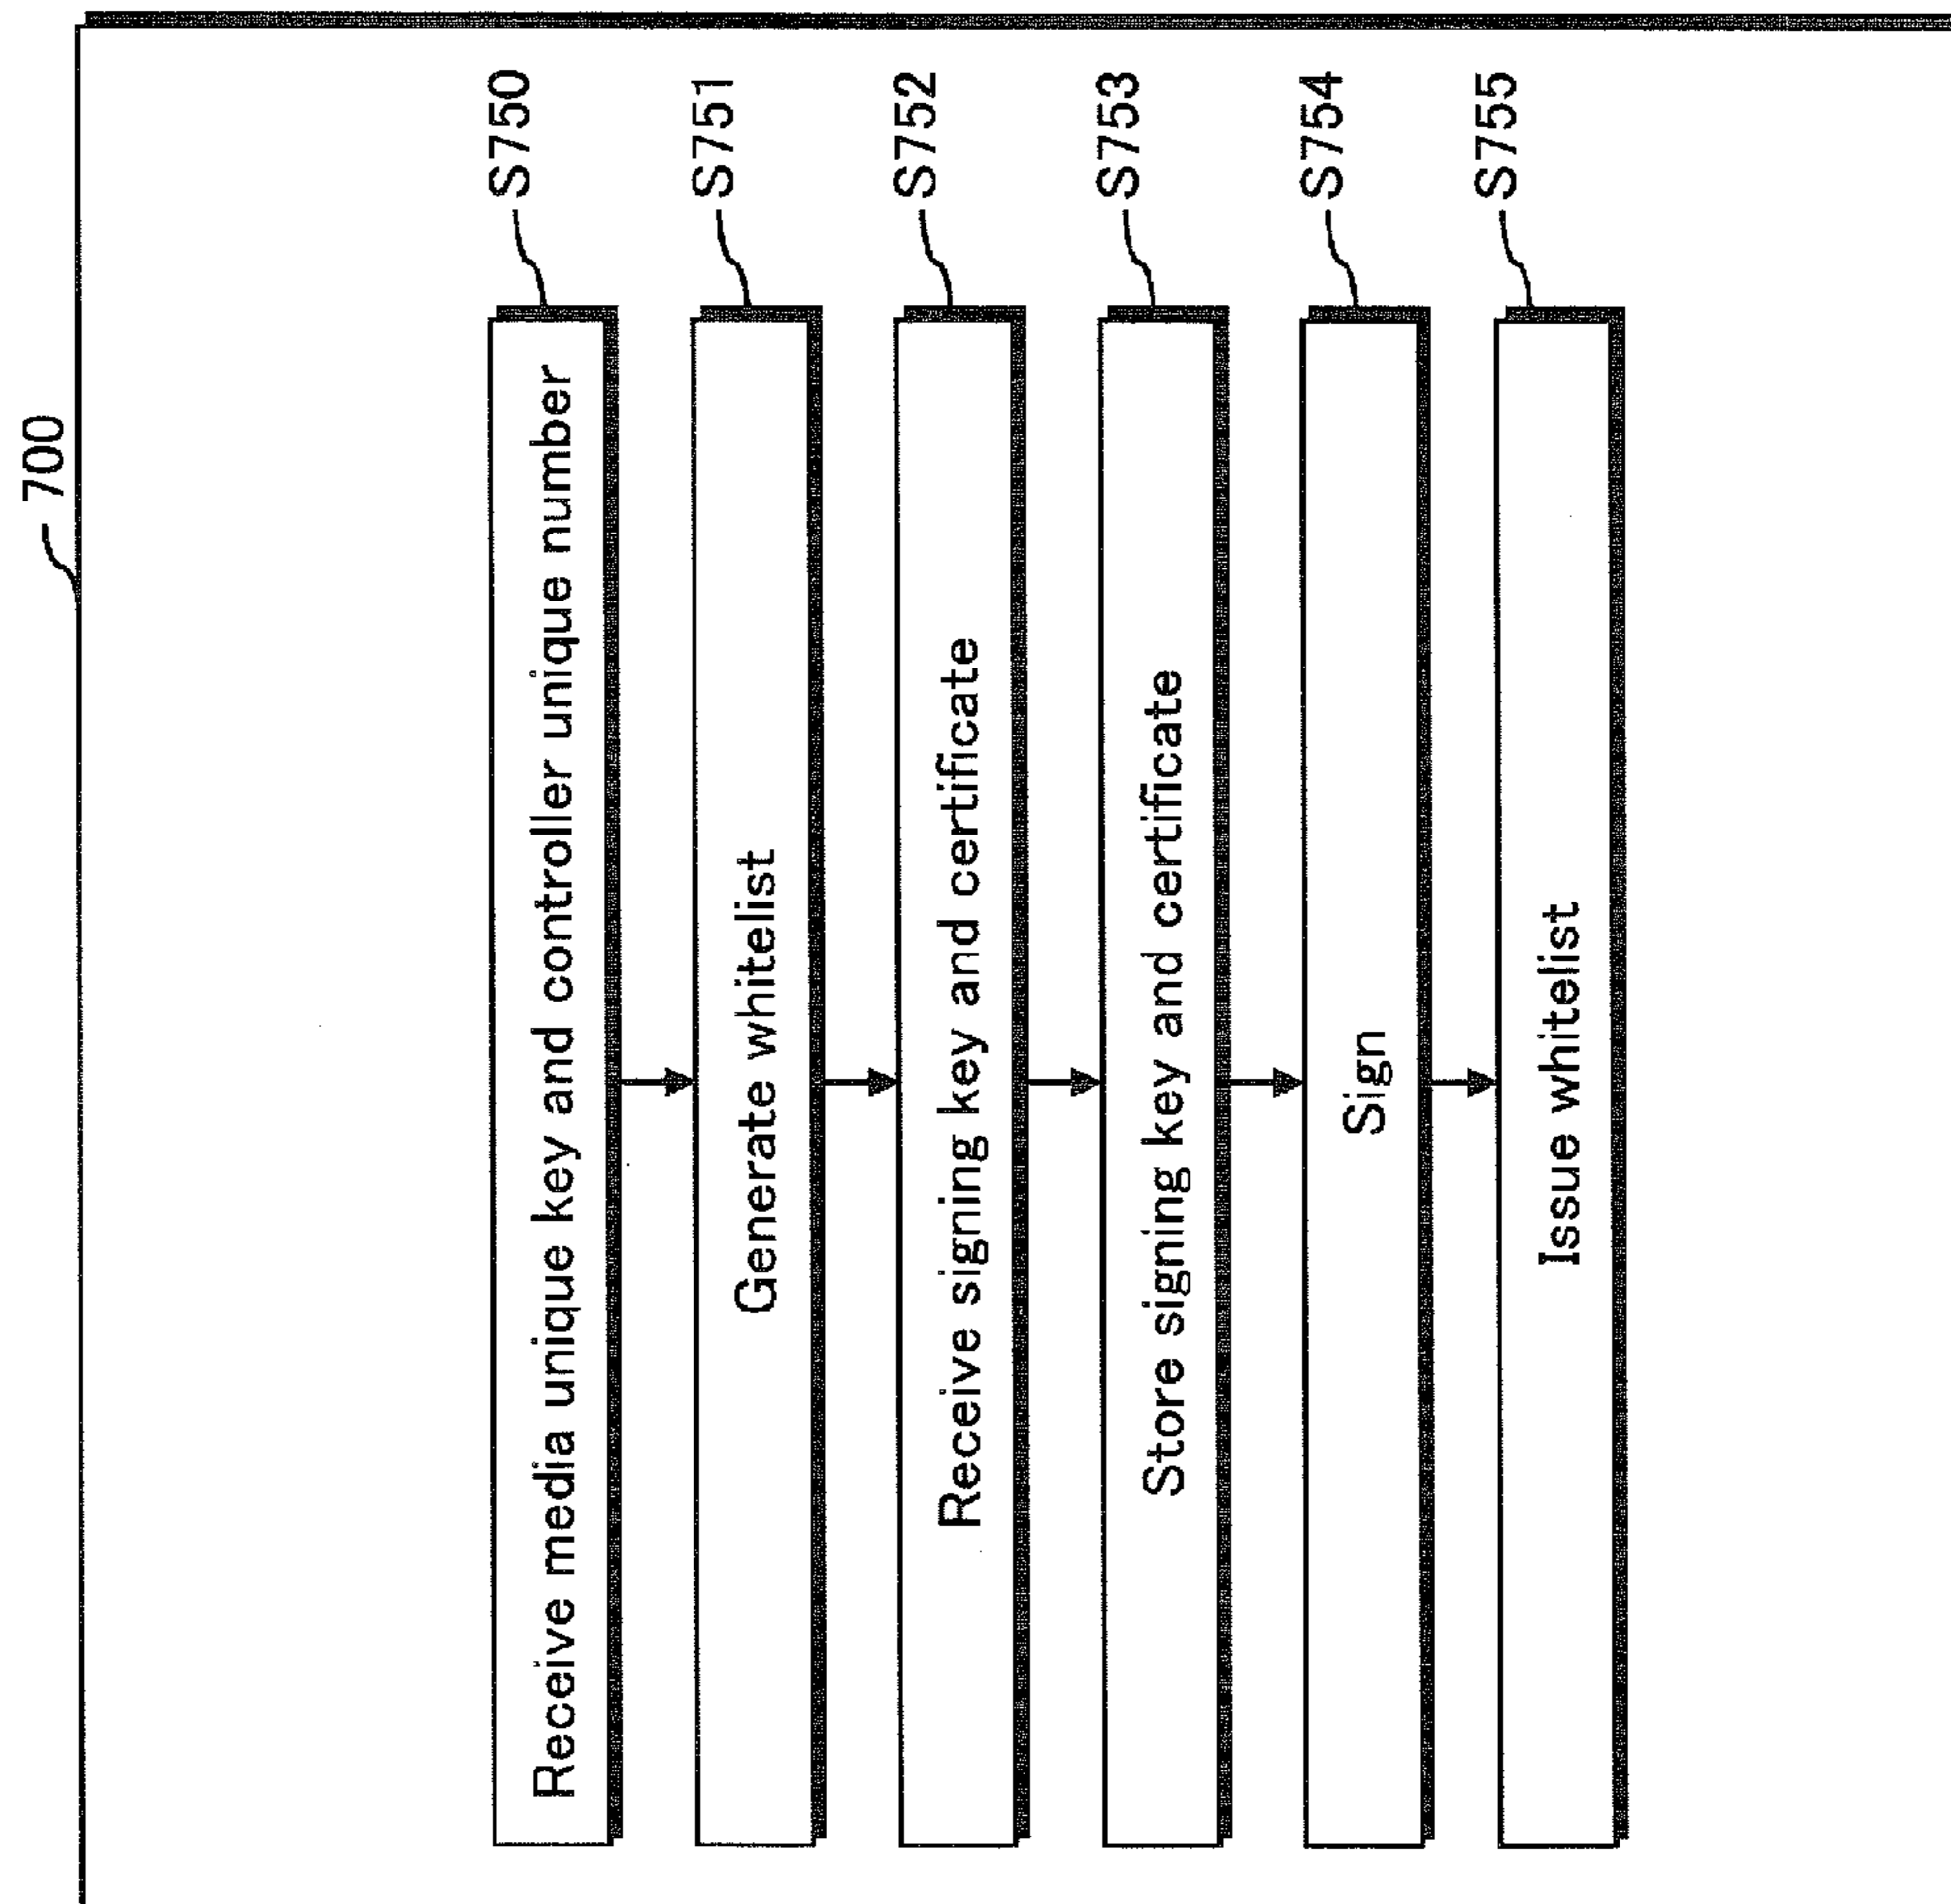 700
Receive media unique key and controller unique number
S750
Generate whitelist
S751
Receive signing key and certificate
S752
Store signing key and certificate
S753
Sign
S754
Issue whitelist
S755